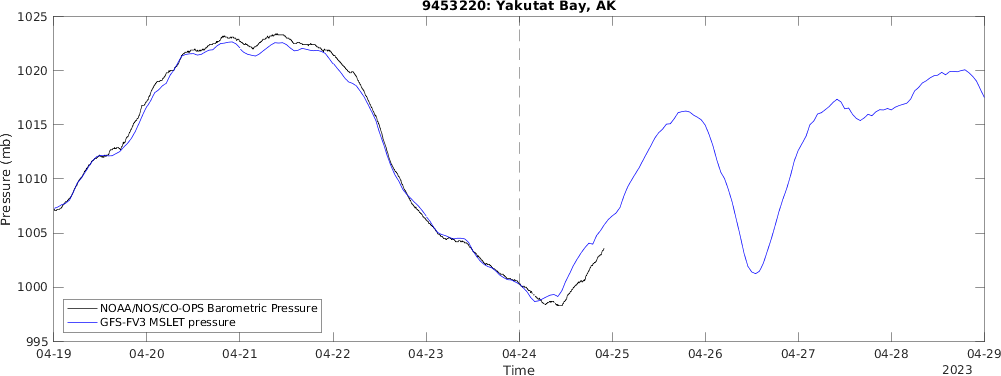 9453220: Yakutat Bay, AK
1025
1020
1015
1010
1005
1000
995
Pressure (mb)
NOAA/NOS/CO-OPS Barometric Pressure
GFS-FV3 MSLET pressure
04-19 04-20 04-21 04-22 04-23 04-24 04-25 04-26 04-27 04-28 04-29
Time
2023